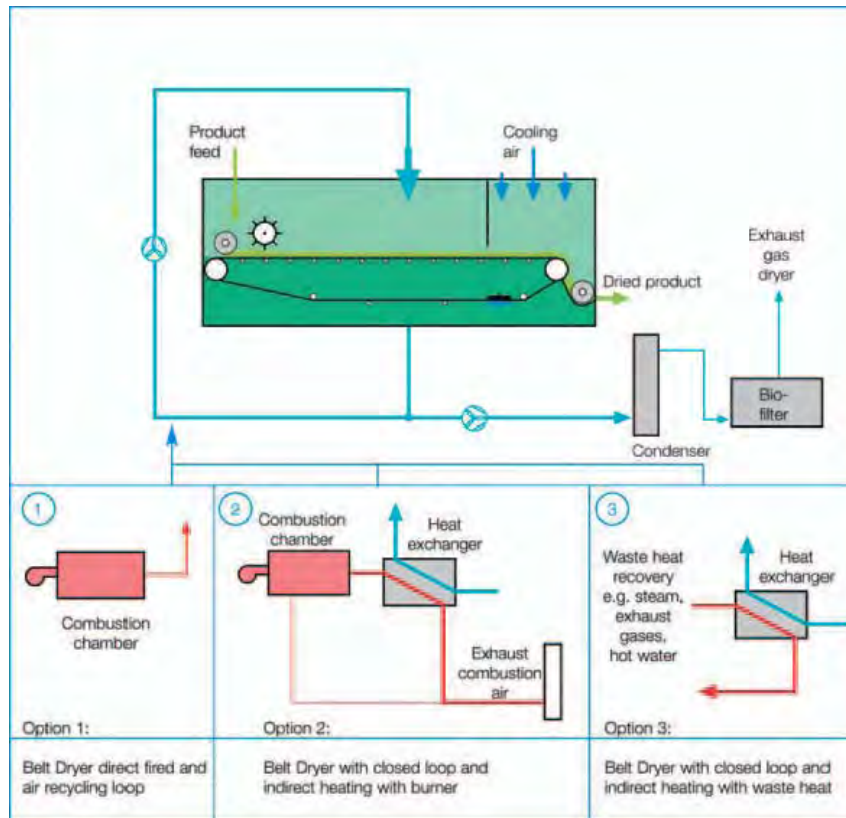 Product
feed
Cooling
air
Exhaust
gas
dryer
Dried product
Bio-
filter
Condenser
1
Combustion
chamber
Option 1:
Belt Dryer direct fired and
air recycling loop
2
Combustion
chamber
Heat
exchanger
Exhaust
combustion
air
Option 2:
Belt Dryer with closed loop and
indirect heating with burner
3
Waste heat
recovery
e.g. steam,
exhaust
gases,
hot water
Heat
exchanger
Option 3:
Belt Dryer with closed loop and
indirect heating with waste heat